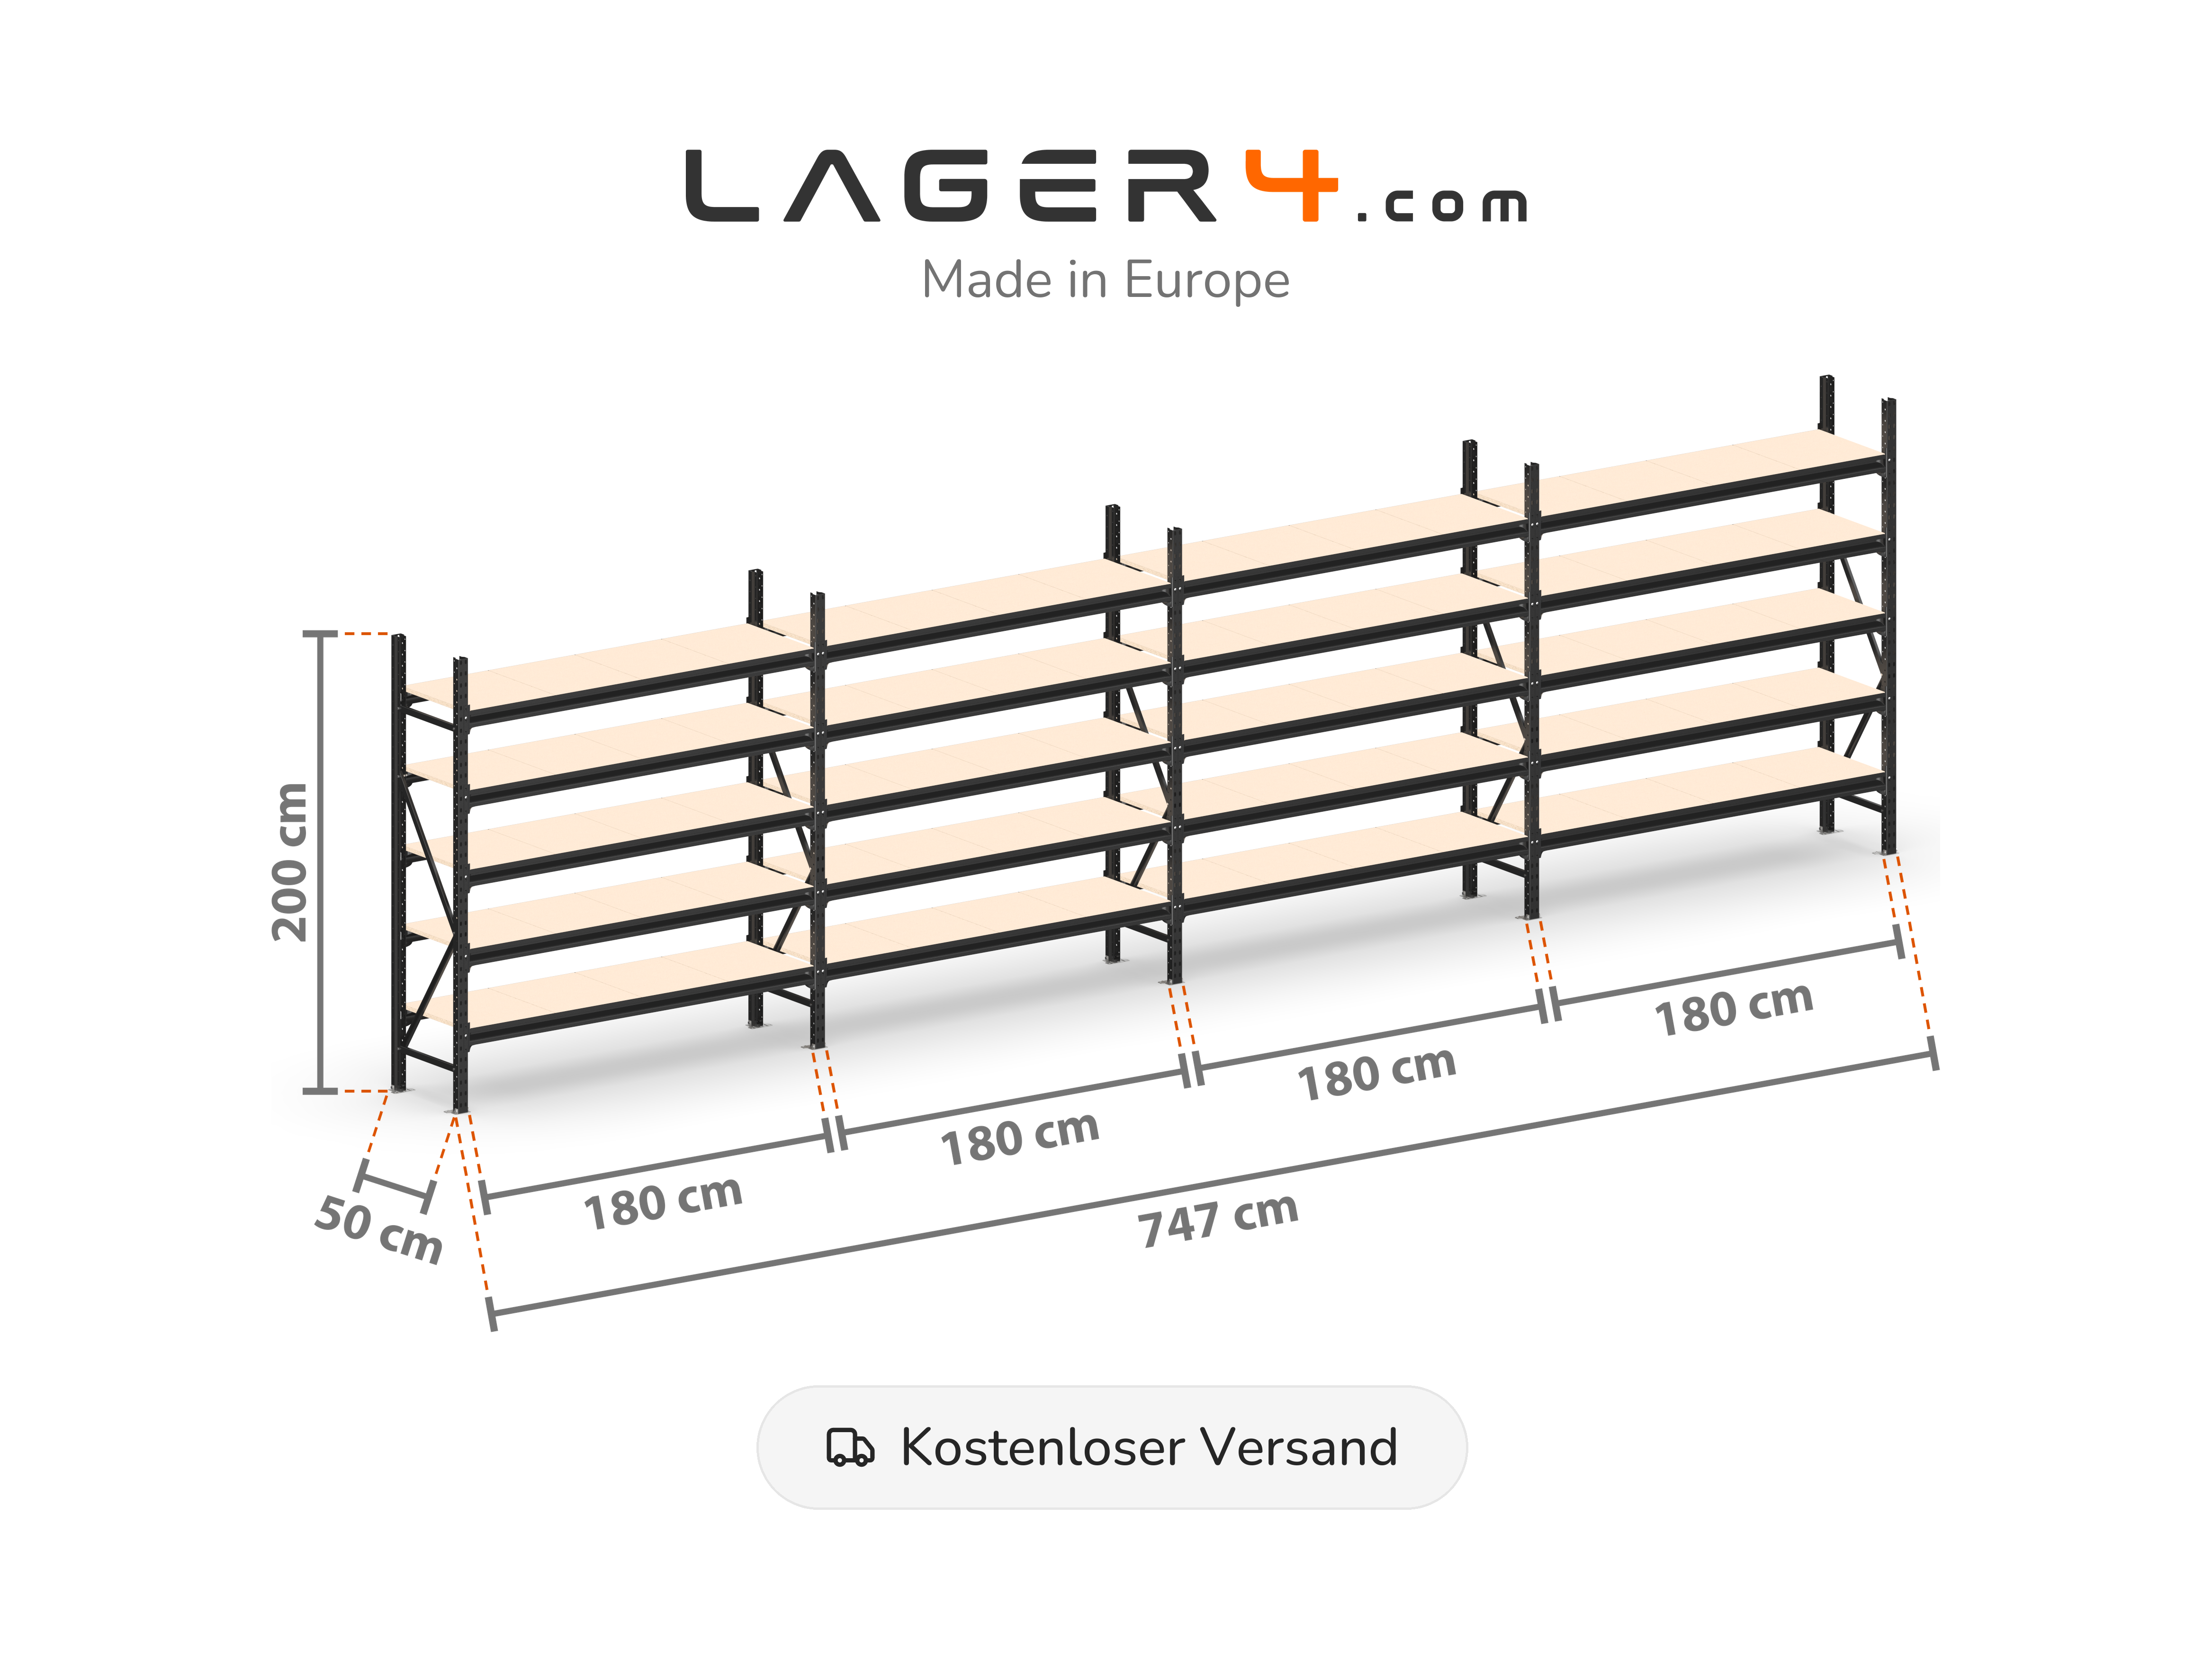 LAGER4.com
Made in Europe
200 cm
50 cm
180 cm
180 cm
180 cm
180 cm
747 cm
Kostenloser Versand